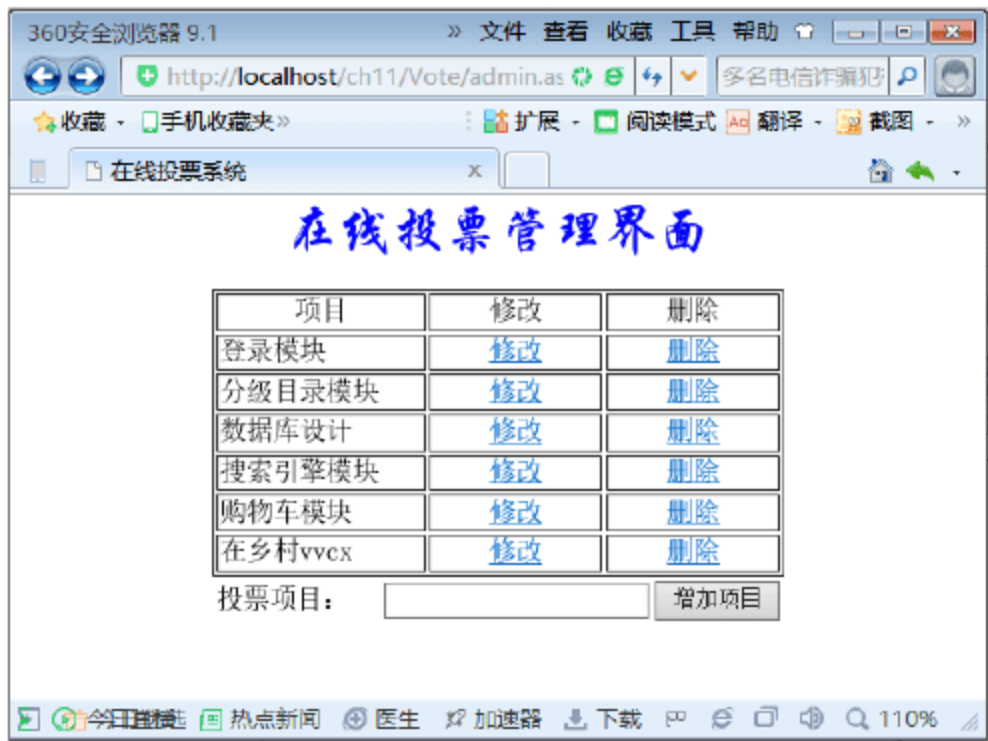 360安全浏览器 9.1 » 文件 查看 收藏 工具 帮助
http://localhost/ch11/Vote/admin.as 多名电信诈骗犯
收藏 手机收藏夹» 扩展 阅读模式 Aあ 翻译 截图 »
在线投票系统 x
在线投票管理界面
项目 修改 删除
登录模块 修改 删除
分级目录模块 修改 删除
数据库设计 修改 删除
搜索引擎模块 修改 删除
购物车模块 修改 删除
在乡村vvcx 修改 删除
投票项目: 增加项目
热点新闻 医生 加速器 下载 110%